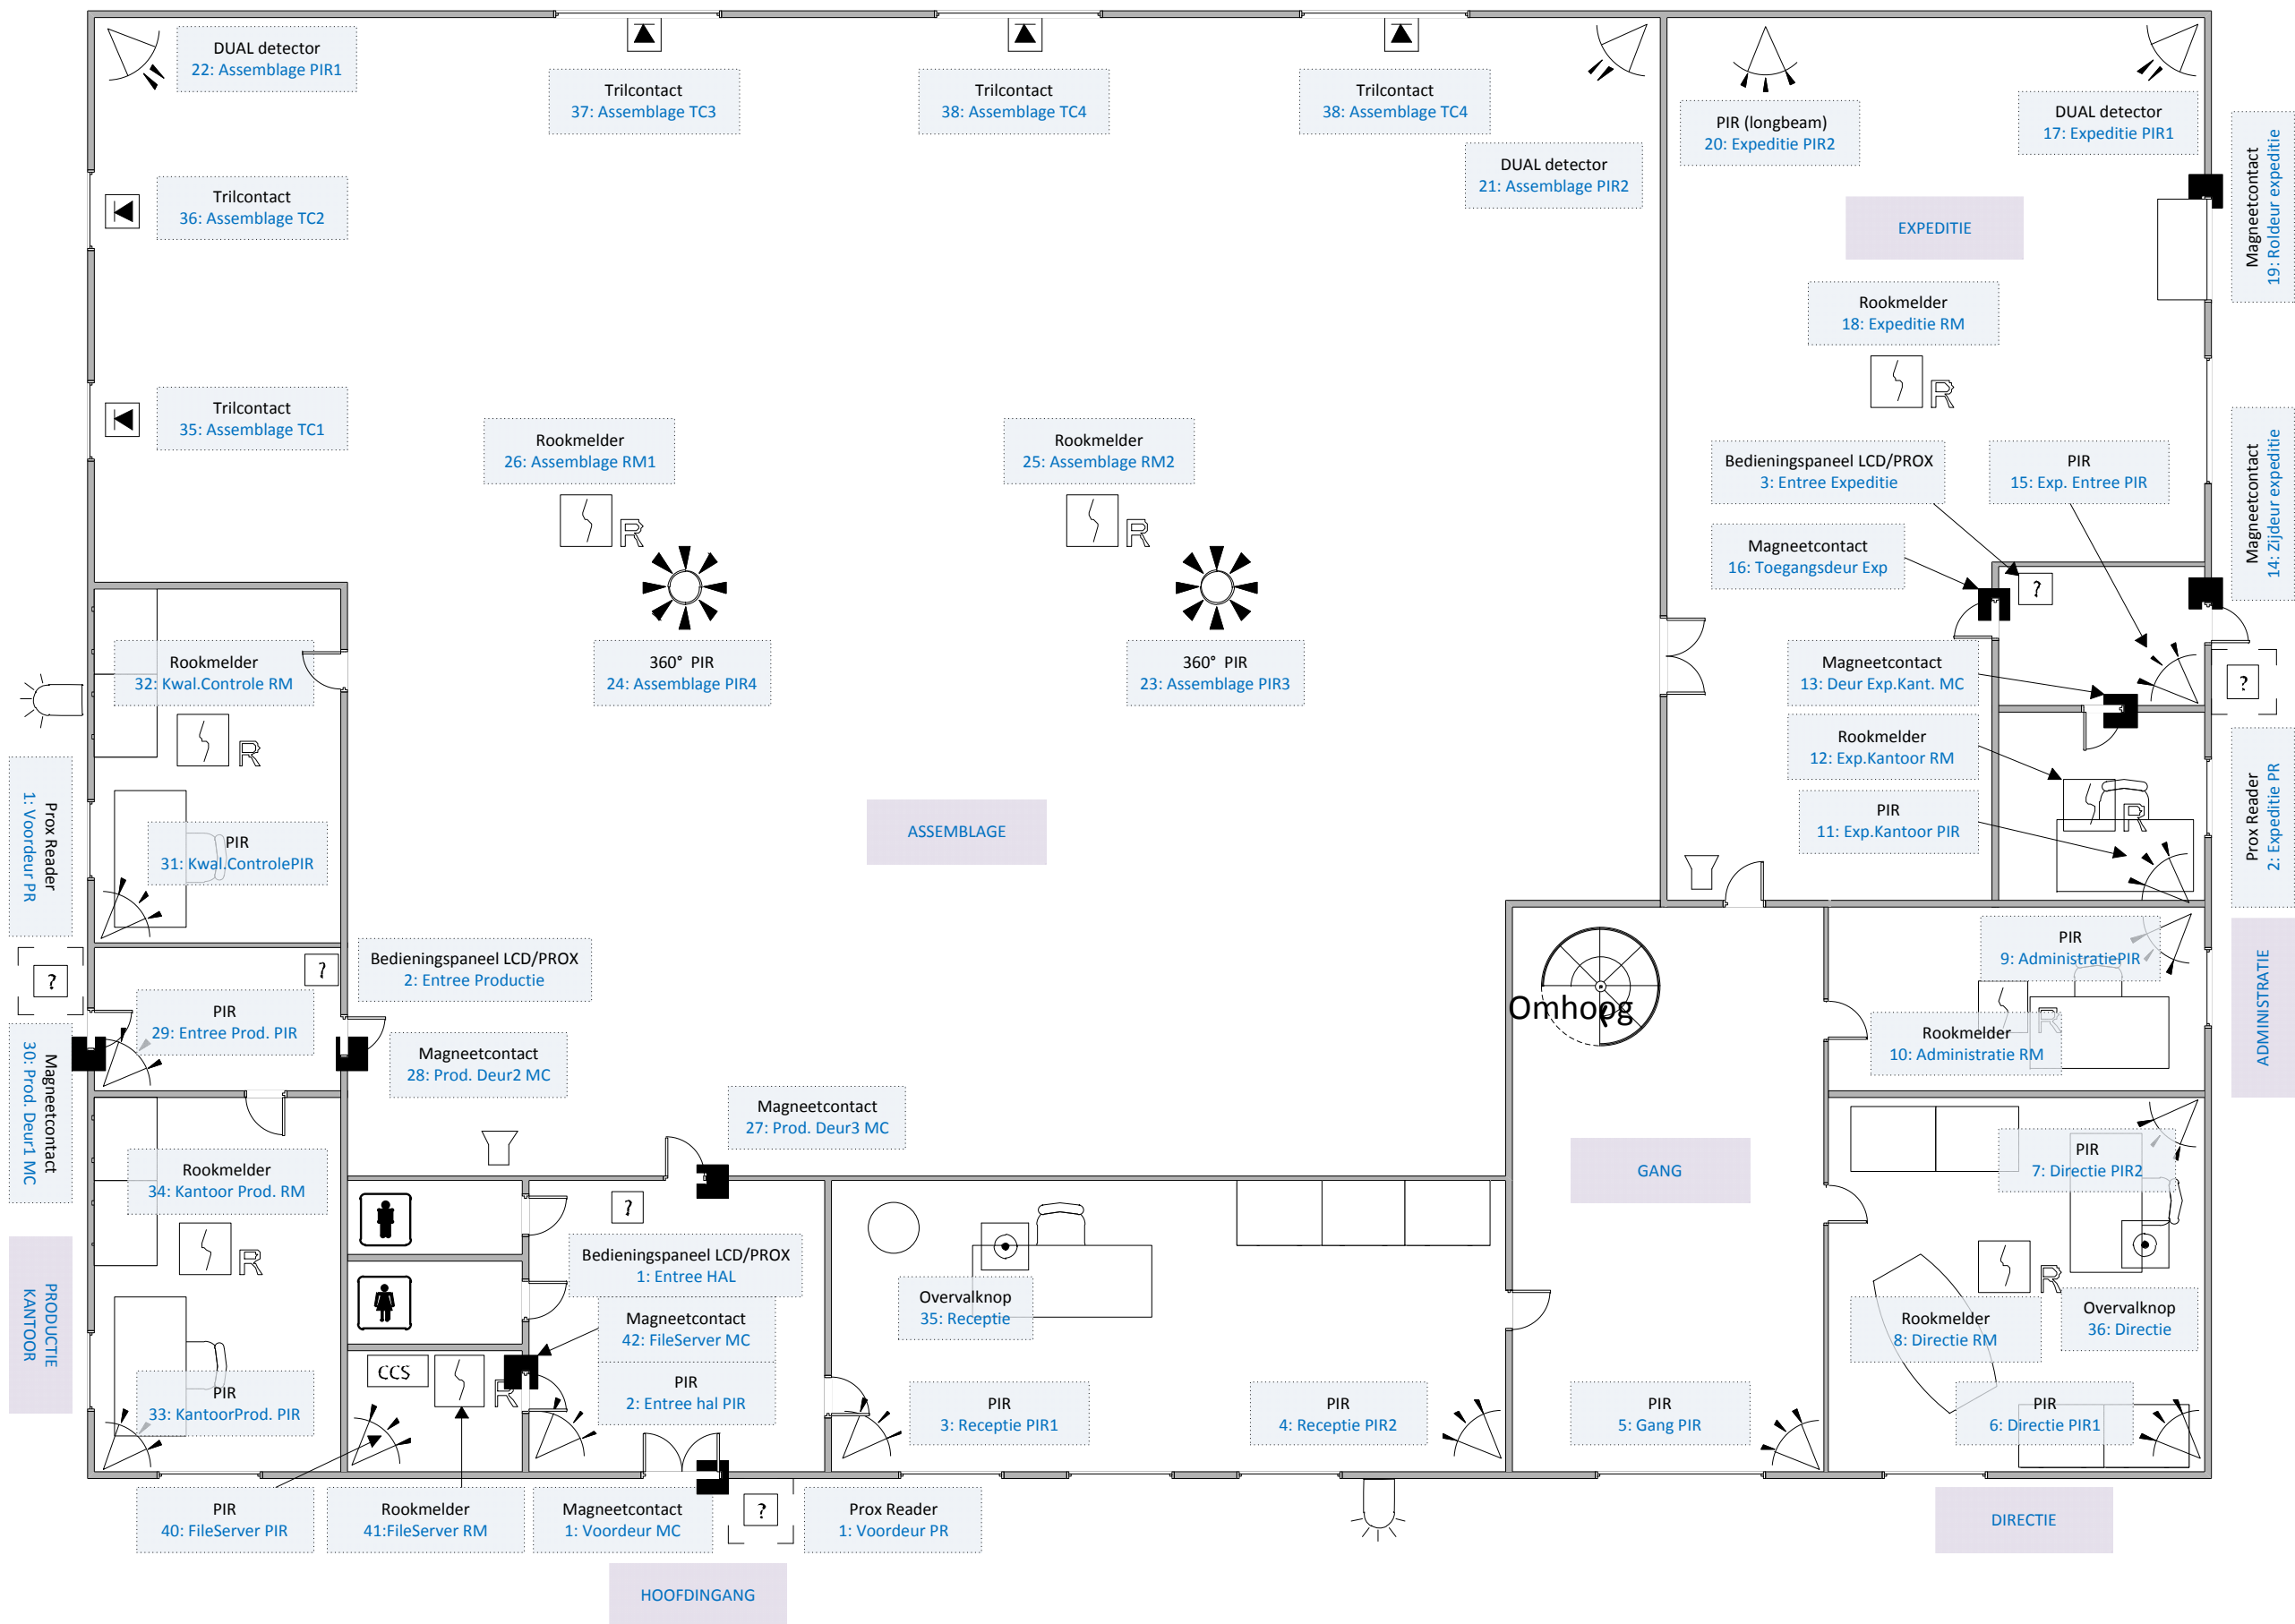 DUAL detector
22: Assemblage PIR1
Trilcontact
37: Assemblage TC3
Trilcontact
38: Assemblage TC4
Trilcontact
38: Assemblage TC4
DUAL detector
21: Assemblage PIR2
PIR (longbeam)
20: Expeditie PIR2
DUAL detector
17: Expeditie PIR1
Magneetcontact
19: Roldeur expeditie
Trilcontact
36: Assemblage TC2
EXPEDITIE
Rookmelder
18: Expeditie RM
R
Trilcontact
35: Assemblage TC1
Rookmelder
26: Assemblage RM1
R
Rookmelder
25: Assemblage RM2
R
Bedieningspaneel LCD/PROX
3: Entree Expeditie
PIR
15: Exp. Entree PIR
Magneetcontact
14: Zijdeur expeditie
Magneetcontact
16: Toegangsdeur Exp
?
Rookmelder
32: Kwal.Controle RM
R
360° PIR
24: Assemblage PIR4
360° PIR
23: Assemblage PIR3
Magneetcontact
13: Deur Exp.Kant. MC
?
Rookmelder
12: Exp.Kantoor RM
R
PIR
11: Exp.Kantoor PIR
Prox Reader
2: Expeditie PR
Prox Reader
1: Voordeur PR
PIR
31: Kwal.ControlePIR
ASSEMBLAGE
?
?
Bedieningspaneel LCD/PROX
2: Entree Productie
PIR
29: Entree Prod. PIR
Magneetcontact
28: Prod. Deur2 MC
Magneetcontact
30: Prod. Deur1 MC
Omhoog
PIR
9: AdministratiePIR
R
Rookmelder
10: Administratie RM
ADMINISTRATIE
Magneetcontact
27: Prod. Deur3 MC
Rookmelder
34: Kantoor Prod. RM
R
GANG
PIR
7: Directie PIR2
?
Bedieningspaneel LCD/PROX
1: Entree HAL
Magneetcontact
42: FileServer MC
PIR
2: Entree hal PIR
Overvalknop
35: Receptie
R
Rookmelder
8: Directie RM
Overvalknop
36: Directie
PRODUCTIE
KANTOOR
CCS
R
PIR
33: KantoorProd. PIR
PIR
3: Receptie PIR1
PIR
4: Receptie PIR2
PIR
5: Gang PIR
PIR
6: Directie PIR1
PIR
40: FileServer PIR
Rookmelder
41:FileServer RM
Magneetcontact
1: Voordeur MC
?
Prox Reader
1: Voordeur PR
DIRECTIE
HOOFDINGANG